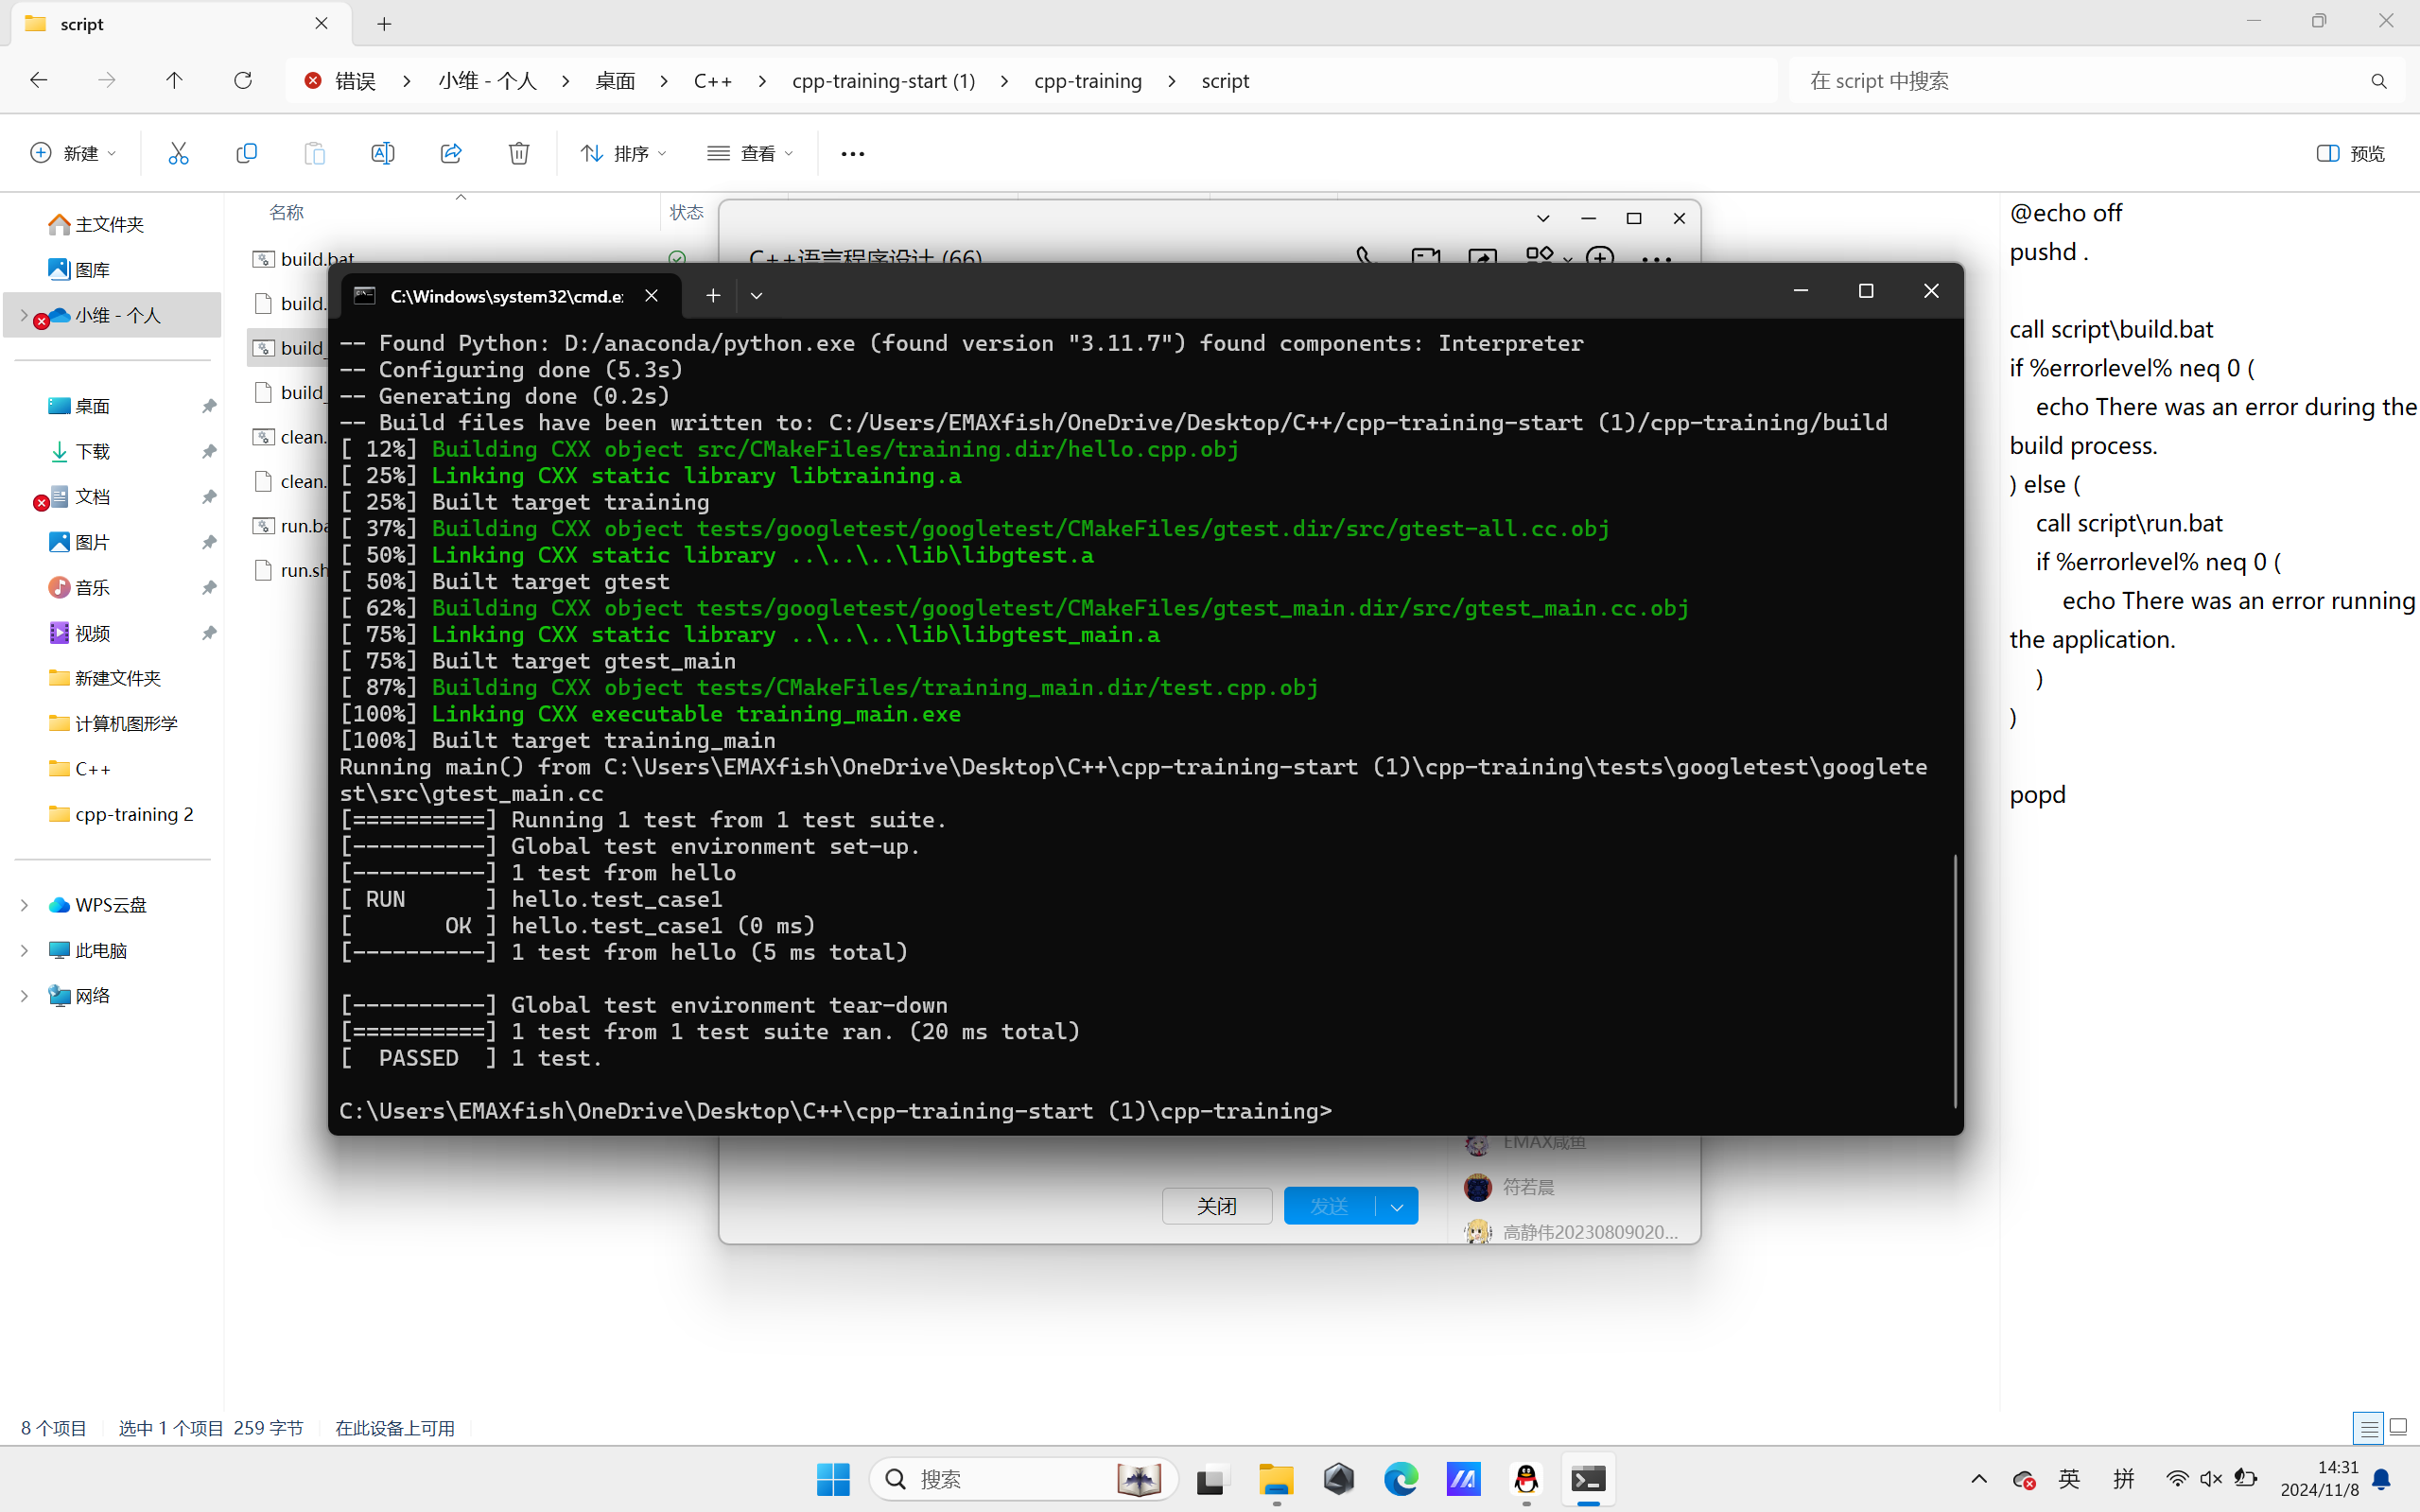 script
错误 小维 - 个人 桌面 C++ cpp-training-start (1) cpp-training script
在 script 中搜索
新建 排序 查看 预览
主文件夹
图库
小维 - 个人
桌面
下载
文档
图片
音乐
视频
新建文件夹
计算机图形学
C++
cpp-training 2
WPS云盘
此电脑
网络
名称 状态
build.bat
build.
build_
build_
clean.
clean.
run.ba
run.sh
C++语言程序设计 (66)
C:\Windows\system32\cmd.e
-- Found Python: D:/anaconda/python.exe (found version "3.11.7") found components: Interpreter
-- Configuring done (5.3s)
-- Generating done (0.2s)
-- Build files have been written to: C:/Users/EMAXfish/OneDrive/Desktop/C++/cpp-training-start (1)/cpp-training/build
[ 12%] Building CXX object src/CMakeFiles/training.dir/hello.cpp.obj
[ 25%] Linking CXX static library libtraining.a
[ 25%] Built target training
[ 37%] Building CXX object tests/googletest/googletest/CMakeFiles/gtest.dir/src/gtest-all.cc.obj
[ 50%] Linking CXX static library ..\..\..\lib\libgtest.a
[ 50%] Built target gtest
[ 62%] Building CXX object tests/googletest/googletest/CMakeFiles/gtest_main.dir/src/gtest_main.cc.obj
[ 75%] Linking CXX static library ..\..\..\lib\libgtest_main.a
[ 75%] Built target gtest_main
[ 87%] Building CXX object tests/CMakeFiles/training_main.dir/test.cpp.obj
[100%] Linking CXX executable training_main.exe
[100%] Built target training_main
Running main() from C:\Users\EMAXfish\OneDrive\Desktop\C++\cpp-training-start (1)\cpp-training\tests\googletest\googlete
st\src\gtest_main.cc
[==========] Running 1 test from 1 test suite.
[----------] Global test environment set-up.
[----------] 1 test from hello
[ RUN      ] hello.test_case1
[       OK ] hello.test_case1 (0 ms)
[----------] 1 test from hello (5 ms total)
[----------] Global test environment tear-down
[==========] 1 test from 1 test suite ran. (20 ms total)
[  PASSED  ] 1 test.
C:\Users\EMAXfish\OneDrive\Desktop\C++\cpp-training-start (1)\cpp-training>
EMAX咸鱼
符若晨
高静伟20230809020...
关闭 发送
@echo off
pushd .
call script\build.bat
if %errorlevel% neq 0 (
echo There was an error during the
build process.
) else (
call script\run.bat
if %errorlevel% neq 0 (
echo There was an error running
the application.
)
)
popd
8 个项目 选中 1 个项目 259 字节 在此设备上可用
搜索
英 拼
14:31
2024/11/8